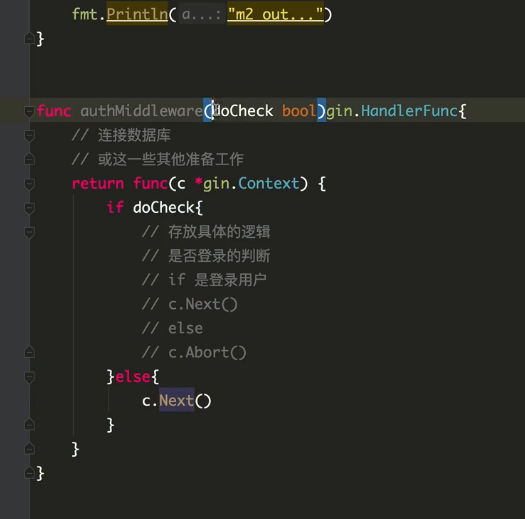 fmt.Println(a...: "m2 out...")
}
func authMiddleware(doCheck bool)gin.HandlerFunc{
// 连接数据库
// 或这一些其他准备工作
return func(c *gin.Context) {
if doCheck{
// 存放具体的逻辑
// 是否登录的判断
// if 是登录用户
// c.Next()
// else
// c.Abort()
}else{
c.Next()
}
}
}